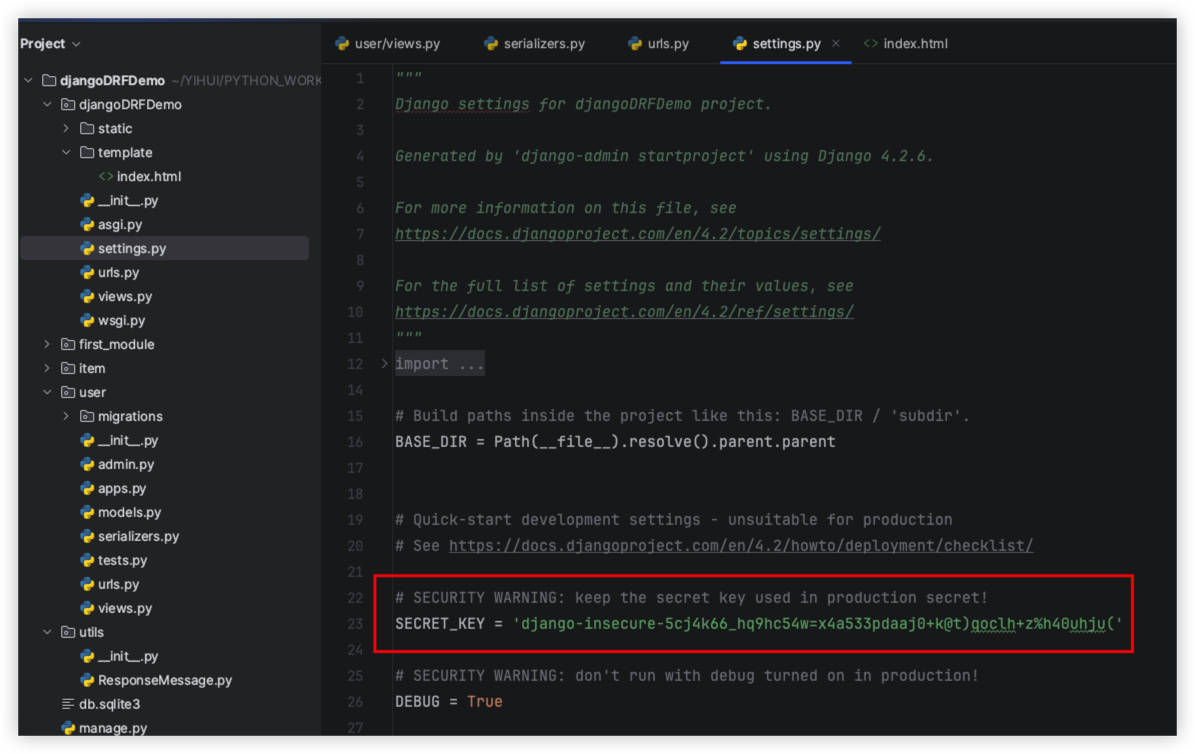 Project
djangoDRFDemo ~/YIHUI/PYTHON_WORK
djangoDRFDemo
static
template
<> index.html
__init__.py
asgi.py
settings.py
urls.py
views.py
wsgi.py
first_module
item
user
migrations
__init__.py
admin.py
apps.py
models.py
serializers.py
tests.py
urls.py
views.py
utils
__init__.py
ResponseMessage.py
db.sqlite3
manage.py
user/views.py serializers.py urls.py settings.py × <> index.html
1 """
2 Django settings for djangoDRFDemo project.
3
4 Generated by 'django-admin startproject' using Django 4.2.6.
5
6 For more information on this file, see
7 https://docs.djangoproject.com/en/4.2/topics/settings/
8
9 For the full list of settings and their values, see
10 https://docs.djangoproject.com/en/4.2/ref/settings/
11 """
12 import ...
14
15 # Build paths inside the project like this: BASE_DIR / 'subdir'.
16 BASE_DIR = Path(__file__).resolve().parent.parent
17
18
19 # Quick-start development settings - unsuitable for production
20 # See https://docs.djangoproject.com/en/4.2/howto/deployment/checklist/
21
22 # SECURITY WARNING: keep the secret key used in production secret!
23 SECRET_KEY = 'django-insecure-5cj4k66_hq9hc54w=x4a533pdaaj0+k@t)qoclh+z%h40uhju('
24
25 # SECURITY WARNING: don't run with debug turned on in production!
26 DEBUG = True
27